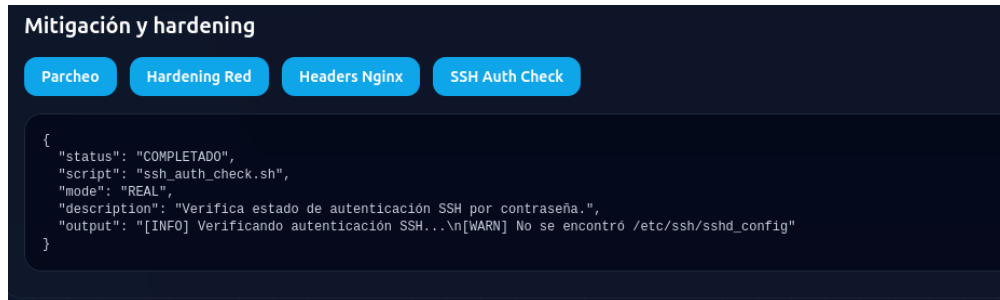 Mitigación y hardening
Parcheo Hardening Red Headers Nginx SSH Auth Check
{
"status": "COMPLETADO",
"script": "ssh_auth_check.sh",
"mode": "REAL",
"description": "Verifica estado de autenticación SSH por contraseña.",
"output": "[INFO] Verificando autenticación SSH...\n[WARN] No se encontró /etc/ssh/sshd_config"
}